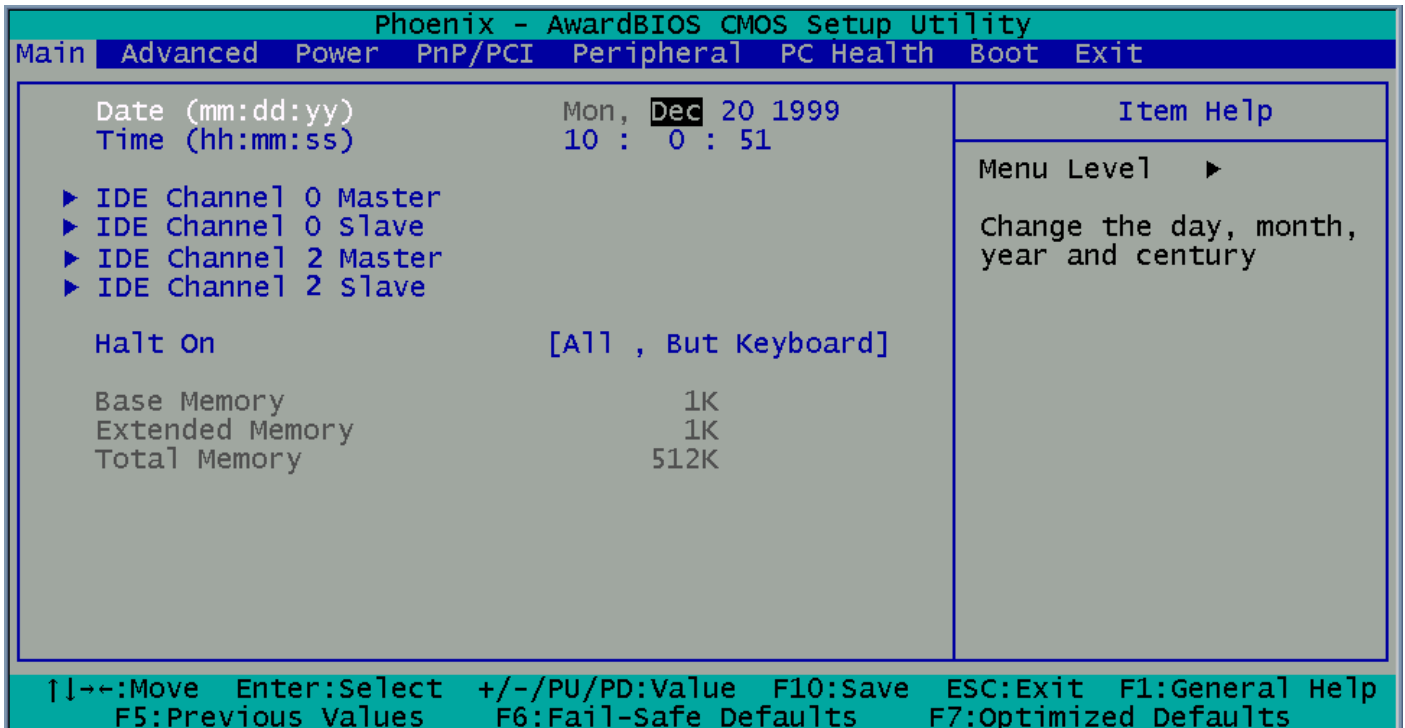 Phoenix - AwardBIOS CMOS Setup Utility
Main Advanced Power PnP/PCI Peripheral PC Health Boot Exit
Date (mm:dd:yy) Mon, Dec 20 1999
Time (hh:mm:ss) 10 : 0 : 51
▶ IDE Channel 0 Master
▶ IDE Channel 0 Slave
▶ IDE Channel 2 Master
▶ IDE Channel 2 Slave
Halt On [All , But Keyboard]
Base Memory 1K
Extended Memory 1K
Total Memory 512K
Item Help
Menu Level ▶
Change the day, month,
year and century
↑↓→←:Move Enter:Select +/-/PU/PD:Value F10:Save ESC:Exit F1:General Help
F5:Previous Values F6:Fail-Safe Defaults F7:Optimized Defaults